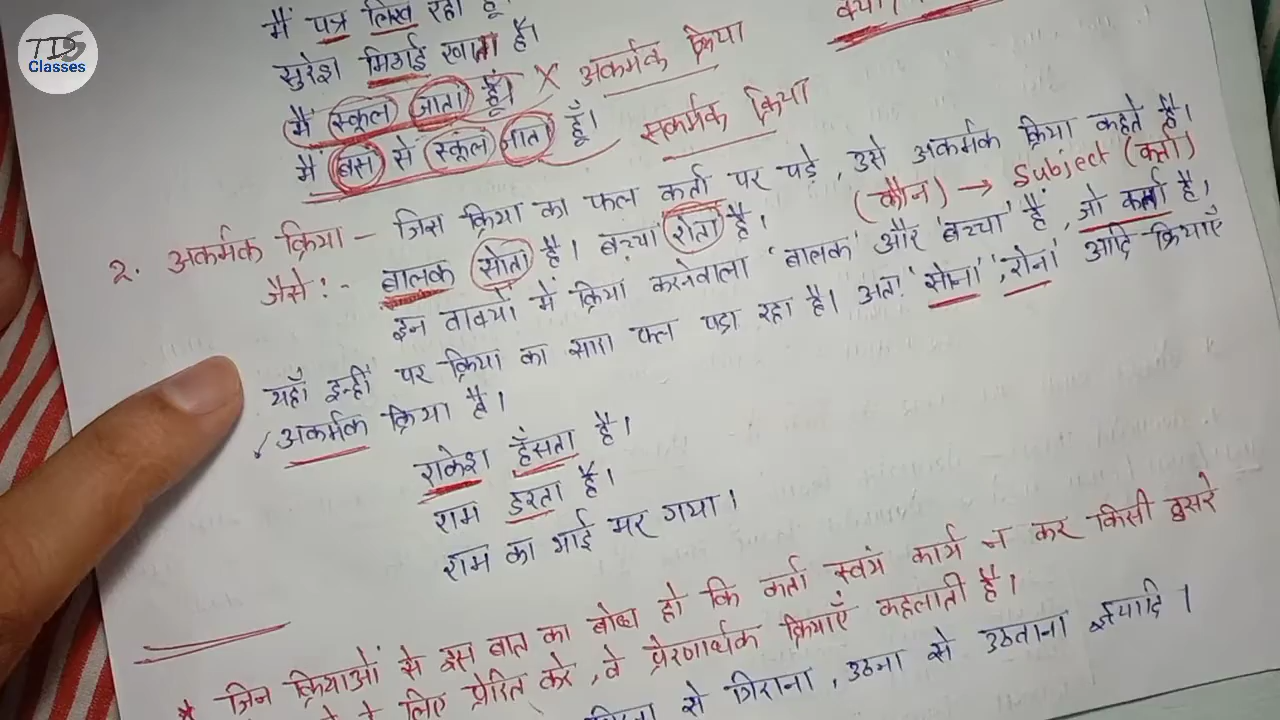 TDS
Classes
मैं पत्र लिख रहा हूँ
क्या
सुरेश मिठाई खाता है।
मैं स्कूल जाता हूँ। × अकर्मक क्रिया
मैं बस से स्कूल जाता हूँ। सकर्मक क्रिया
२. अकर्मक क्रिया – जिस क्रिया का फल कर्ता पर पड़े, उसे अकर्मक क्रिया कहते हैं।
(कौन) → Subject (कर्ता)
जैसे:- बालक सोता है। बच्चा रोता है।
इन वाक्यों में क्रिया करनेवाला 'बालक' और 'बच्चा' हैं, जो कर्ता है।
यहाँ इन्हीं पर क्रिया का सारा फल पड़ा रहा है। अतः 'सोना', 'रोना' आदि क्रियाएँ
अकर्मक क्रिया है।
राकेश हँसता है।
राम डरता है।
राम का भाई मर गया।
* जिन क्रियाओं से इस बात का बोध हो कि कर्ता स्वयं कार्य न कर किसी दुसरे
लिए प्रेरित करे, वे प्रेरणार्थक क्रियाएँ कहलाती है।
से गिराना, उठना से उठवाना इत्यादि।